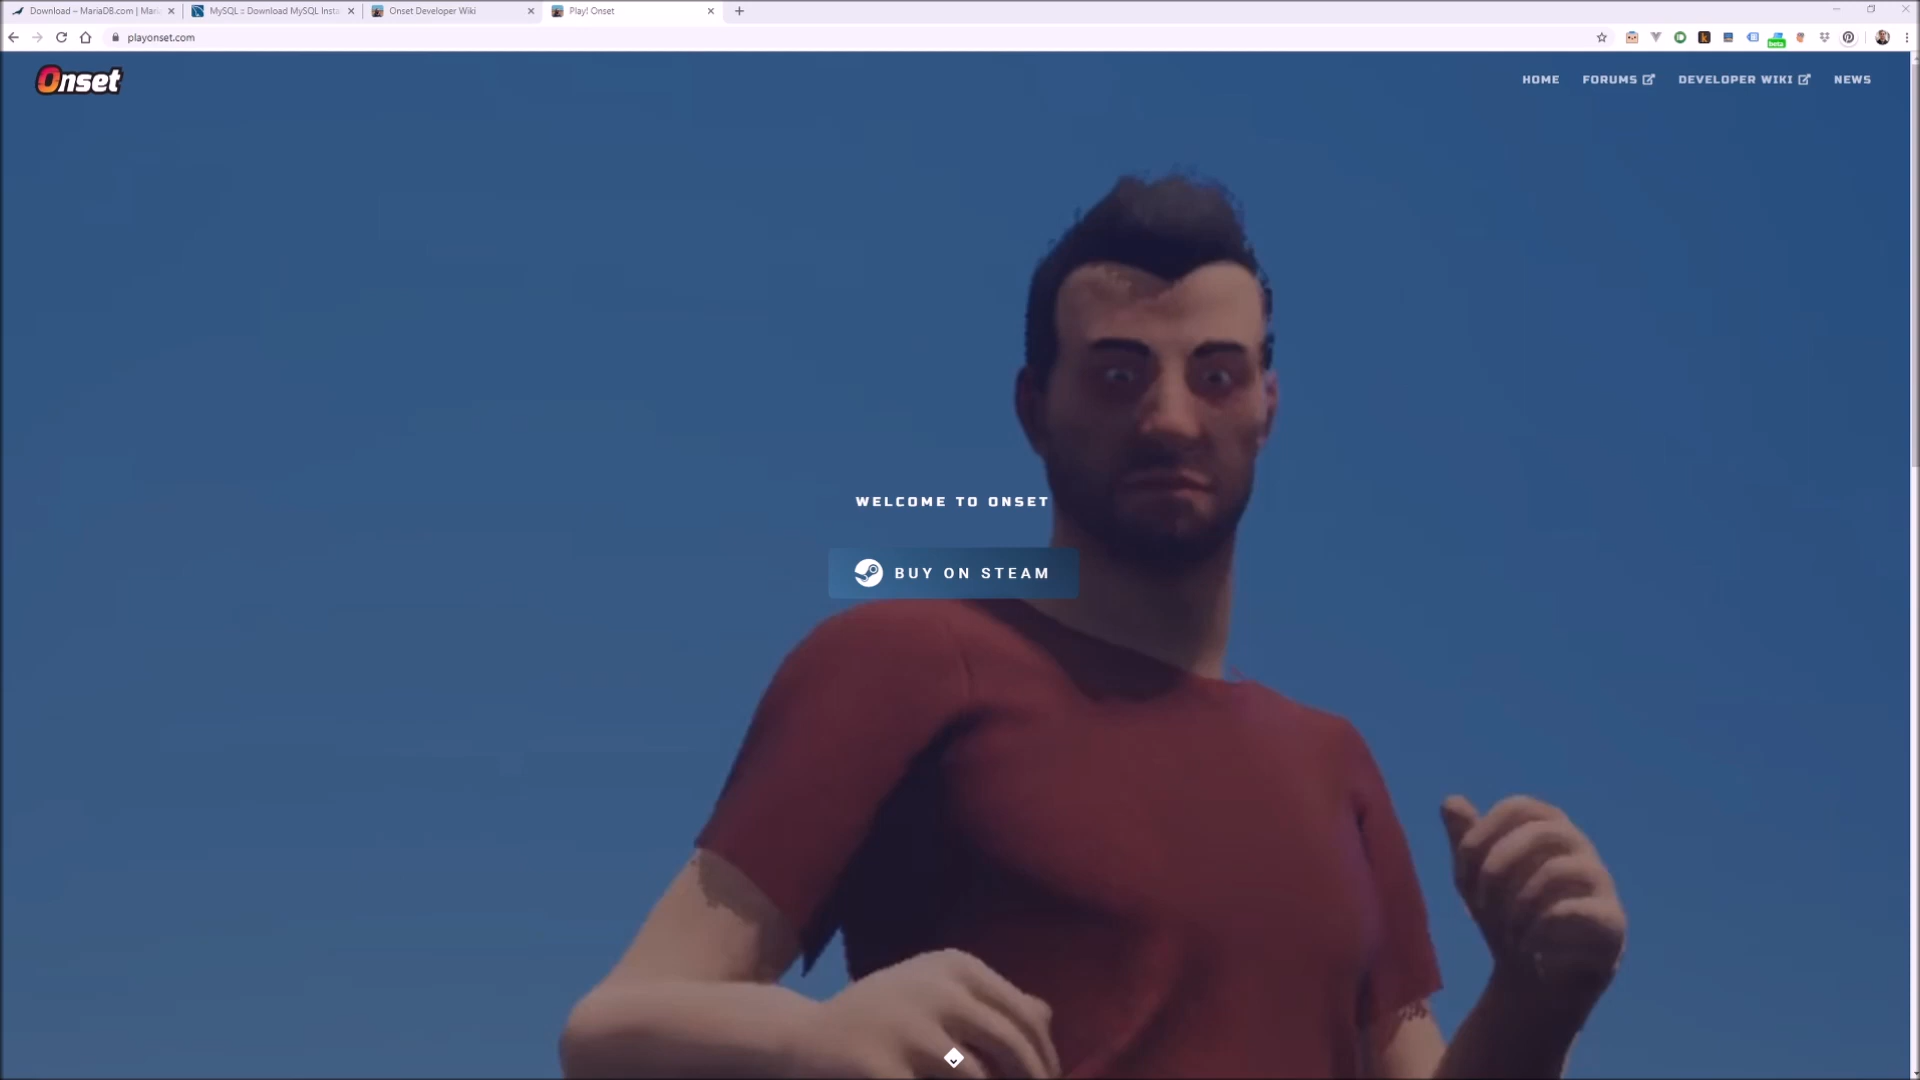 Download – MariaDB.com | Mari
MySQL :: Download MySQL Insta
Onset Developer Wiki
Play! Onset
playonset.com
beta
Onset
HOME
FORUMS
DEVELOPER WIKI
NEWS
WELCOME TO ONSET
BUY ON STEAM